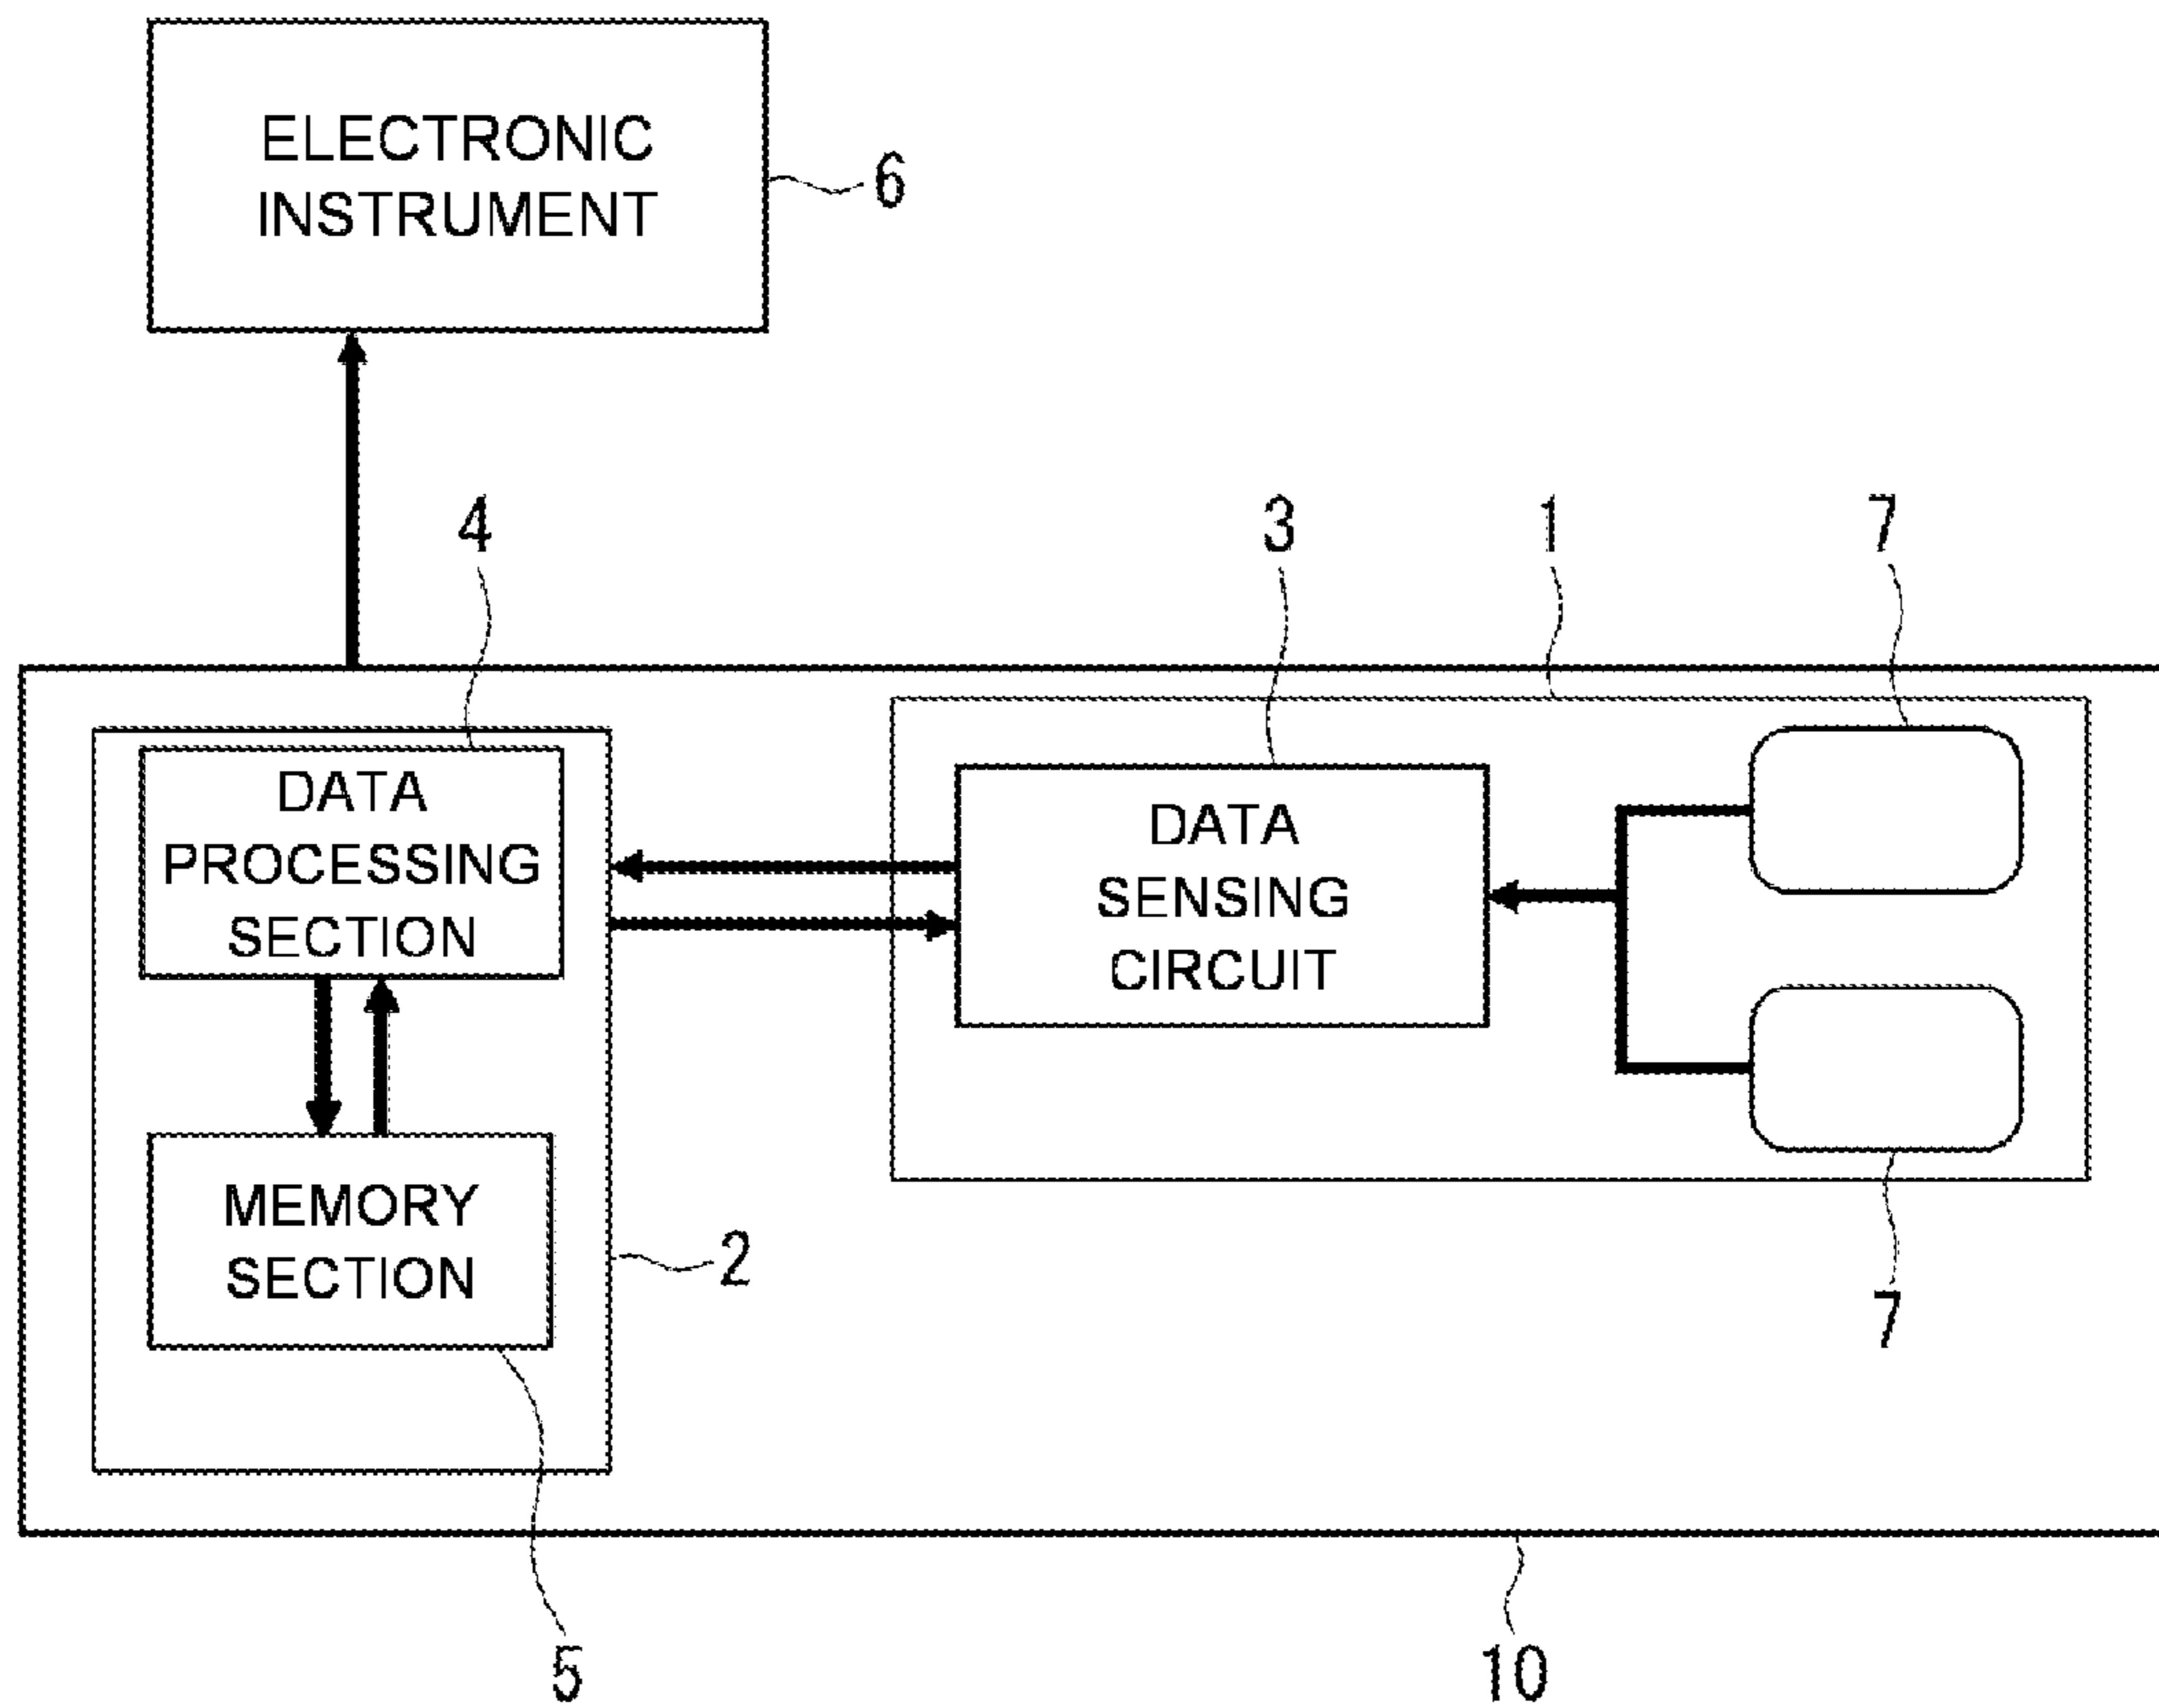 ELECTRONIC
INSTRUMENT
6
4
3
1
7
DATA
PROCESSING
SECTION
DATA
SENSING
CIRCUIT
MEMORY
SECTION
2
7
5
10